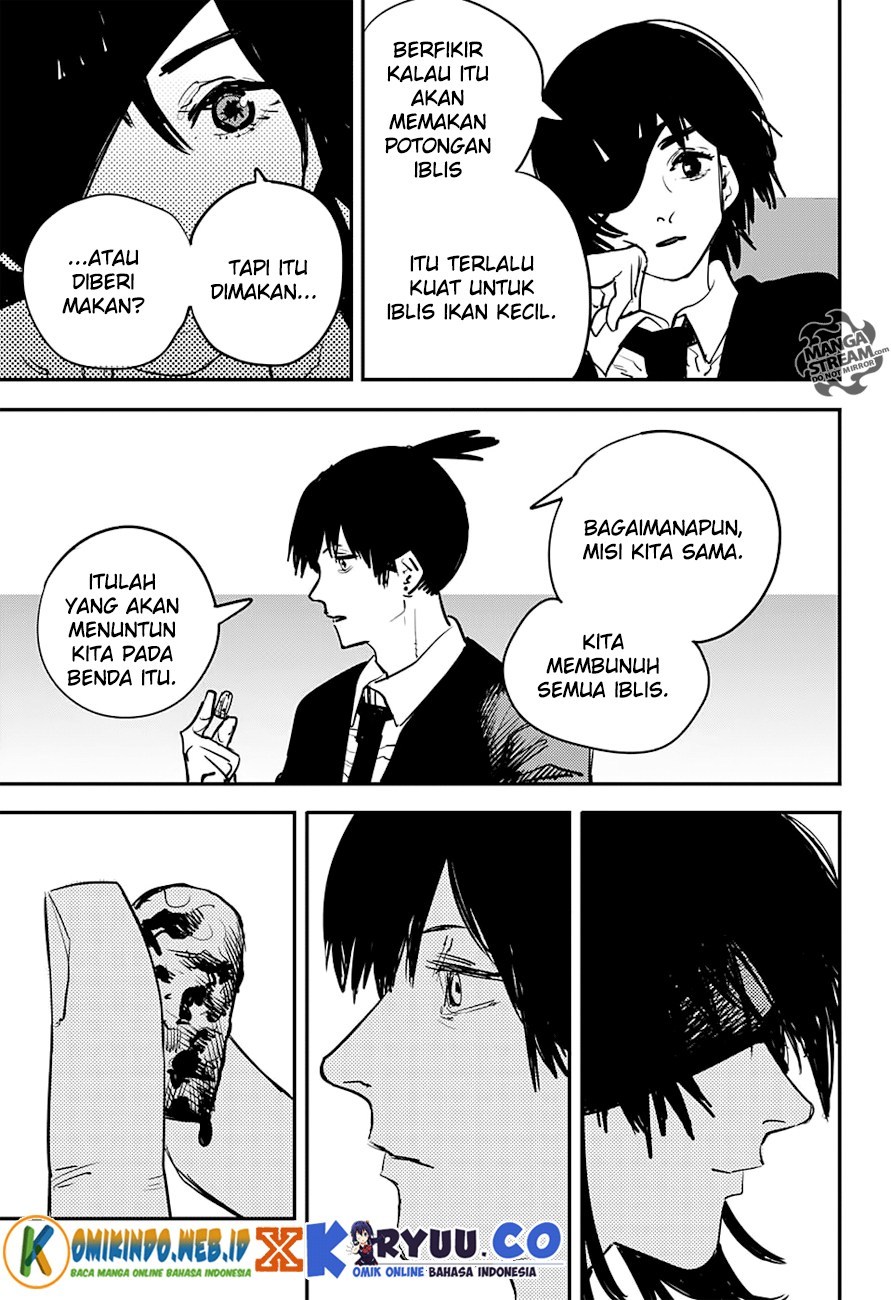 BERFIKIR
KALAU ITU
AKAN
MEMAKAN
POTONGAN
IBLIS
ITU TERLALU
KUAT UNTUK
IBLIS IKAN KECIL.
TAPI ITU
DIMAKAN...
...ATAU
DIBERI
MAKAN?
MANGA
STREAM.com
DO NOT MIRROR
BAGAIMANAPUN,
MISI KITA SAMA.
KITA
MEMBUNUH
SEMUA IBLIS.
ITULAH
YANG AKAN
MENUNTUN
KITA PADA
BENDA ITU.
KOMIKINDO.WEB.ID X KIRYUU.CO
BACA MANGA ONLINE BAHASA INDONESIA
OMIK ONLINE BAHASA INDONESIA